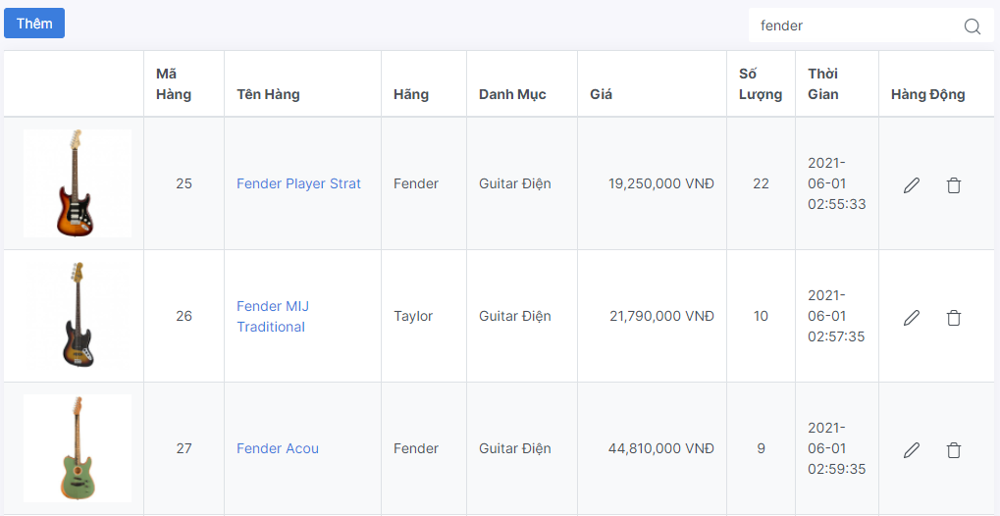 Thêm
fender
Mã
Hàng
Tên Hàng
Hãng
Danh Mục
Giá
Số
Lượng
Thời
Gian
Hàng Động
25
Fender Player Strat
Fender
Guitar Điện
19,250,000 VNĐ
22
2021-
06-01
02:55:33
26
Fender MIJ
Traditional
Taylor
Guitar Điện
21,790,000 VNĐ
10
2021-
06-01
02:57:35
27
Fender Acou
Fender
Guitar Điện
44,810,000 VNĐ
9
2021-
06-01
02:59:35